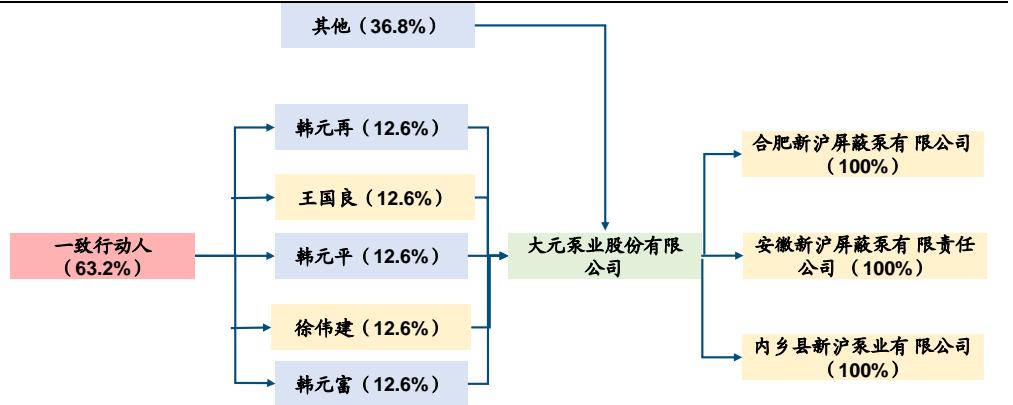 其他（36.8%）
韩元再（12.6%）
王国良（12.6%）
一致行动人
（63.2%）
韩元平（12.6%）
徐伟建（12.6%）
韩元富（12.6%）
大元泵业股份有限
公司
合肥新沪屏蔽泵有 限公司
（100%）
安徽新沪屏蔽泵有 限责任
公司 （100%）
内乡县新沪泵业有 限公司
（100%）